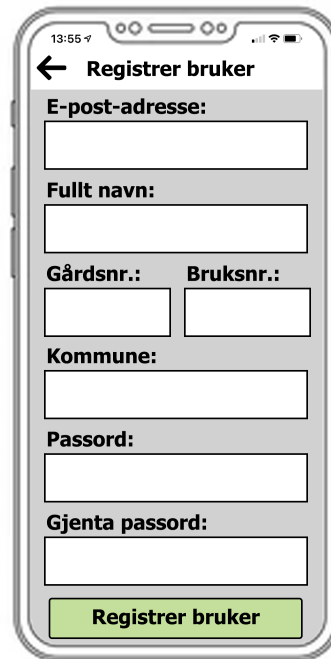 13:55
Registrer bruker
E-post-adresse:
Fullt navn:
Gårdsnr.: Bruksnr.:
Kommune:
Passord:
Gjenta passord:
Registrer bruker